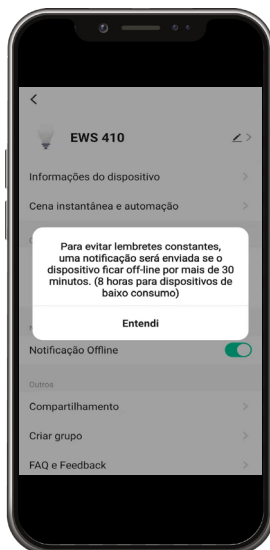 EWS 410
Informações do dispositivo
Cena instantânea e automação
Para evitar lembretes constantes,
uma notificação será enviada se o
dispositivo ficar off-line por mais de 30
minutos. (8 horas para dispositivos de
baixo consumo)
Entendi
Notificação Offline
Outros
Compartilhamento
Criar grupo
FAQ e Feedback